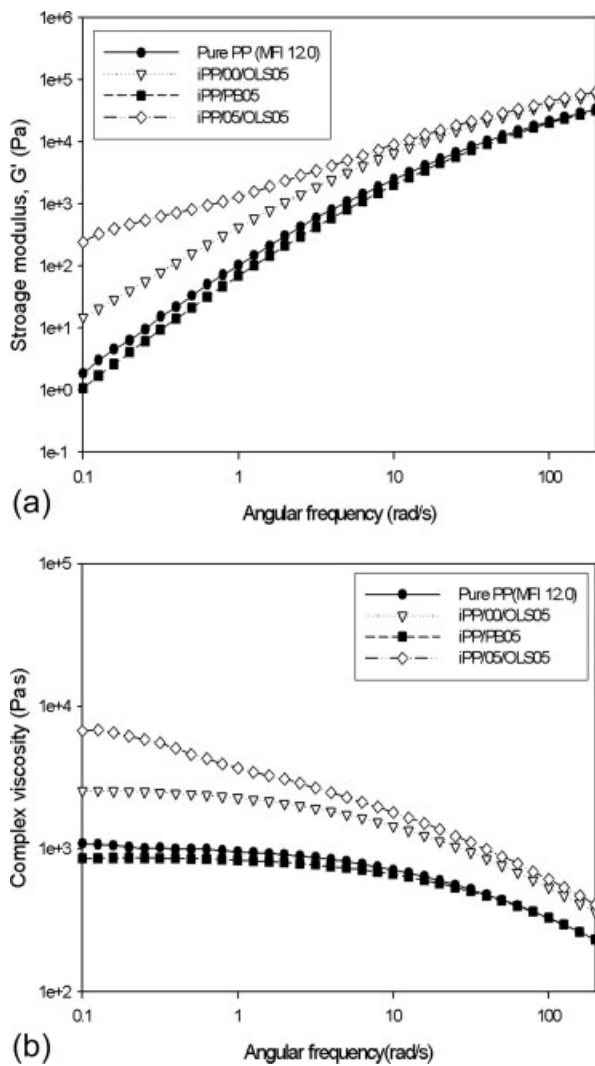 Stroage modulus, G' (Pa)
1e+6
1e+5
1e+4
1e+3
1e+2
1e+1
1e+0
1e-1
Pure PP (MFI 12.0)
iPP/00/OLS05
iPP/PB05
iPP/05/OLS05
0.1
1
10
100
Angular frequency (rad/s)
(a)
Complex viscosity (Pa s)
1e+5
1e+4
1e+3
1e+2
Pure PP(MFI 12.0)
iPP/00/OLS05
iPP/PB05
iPP/05/OLS05
0.1
1
10
100
Angular frequency(rad/s)
(b)